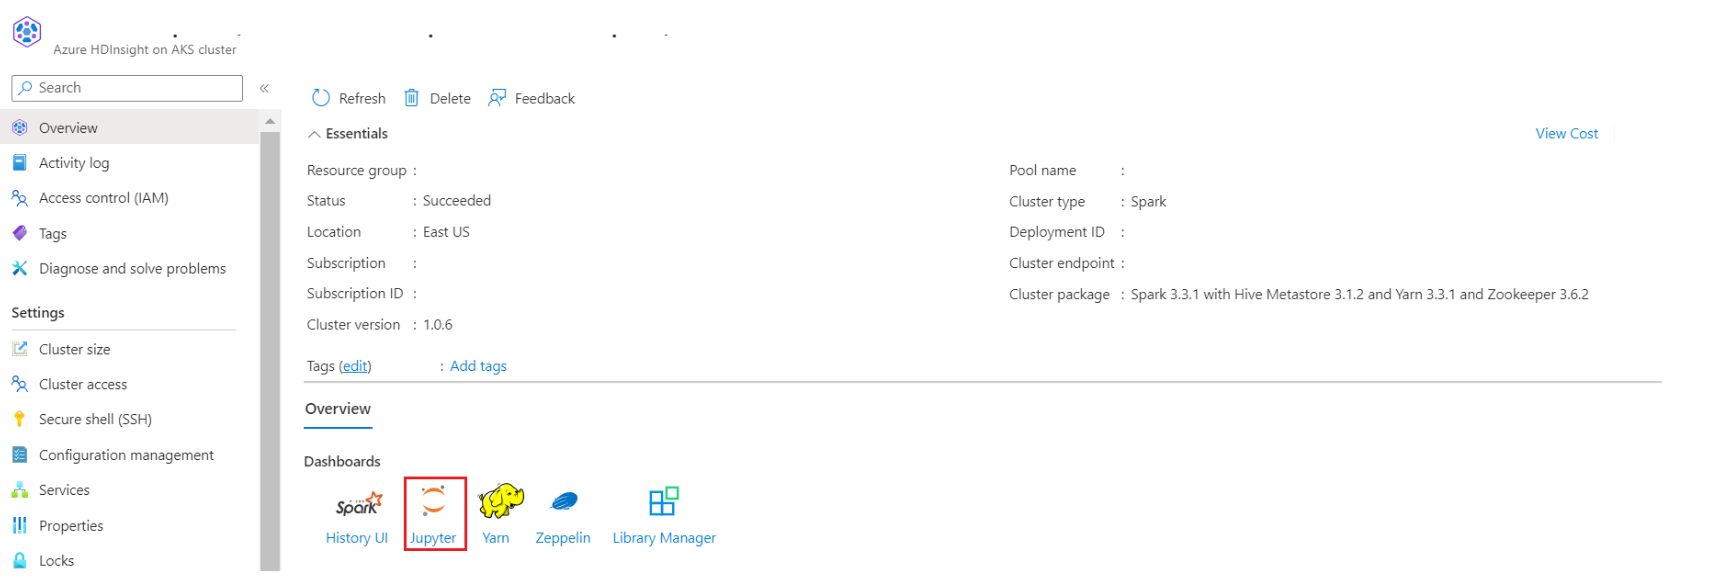 Azure HDInsight on AKS cluster
Search «
Overview
Activity log
Access control (IAM)
Tags
Diagnose and solve problems
Settings
Cluster size
Cluster access
Secure shell (SSH)
Configuration management
Services
Properties
Locks
Refresh Delete Feedback
Essentials
View Cost
Resource group :
Status : Succeeded
Location : East US
Subscription :
Subscription ID :
Cluster version : 1.0.6
Pool name :
Cluster type : Spark
Deployment ID :
Cluster endpoint :
Cluster package : Spark 3.3.1 with Hive Metastore 3.1.2 and Yarn 3.3.1 and Zookeeper 3.6.2
Tags (edit) : Add tags
Overview
Dashboards
Spark
History UI Jupyter Yarn Zeppelin Library Manager